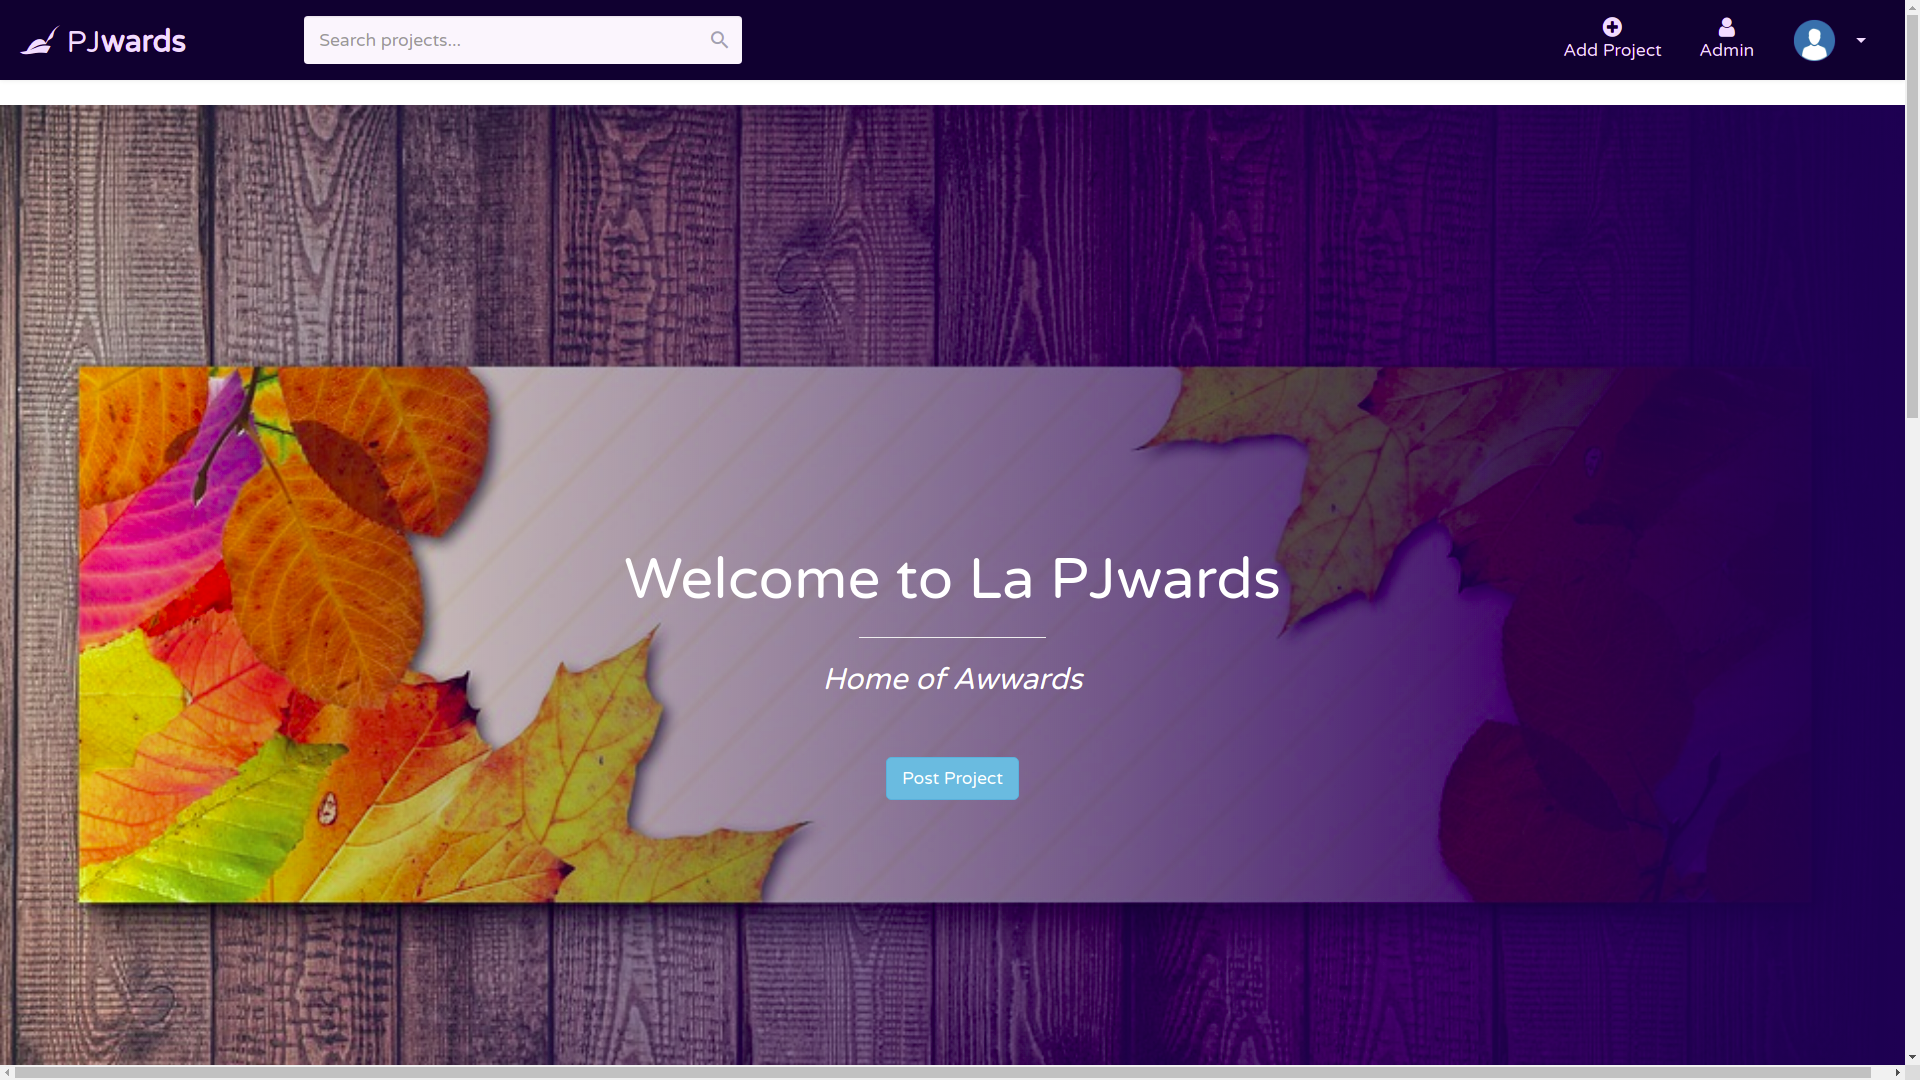 PJwards
Search projects...
Add Project
Admin
Welcome to La PJwards
Home of Awwards
Post Project